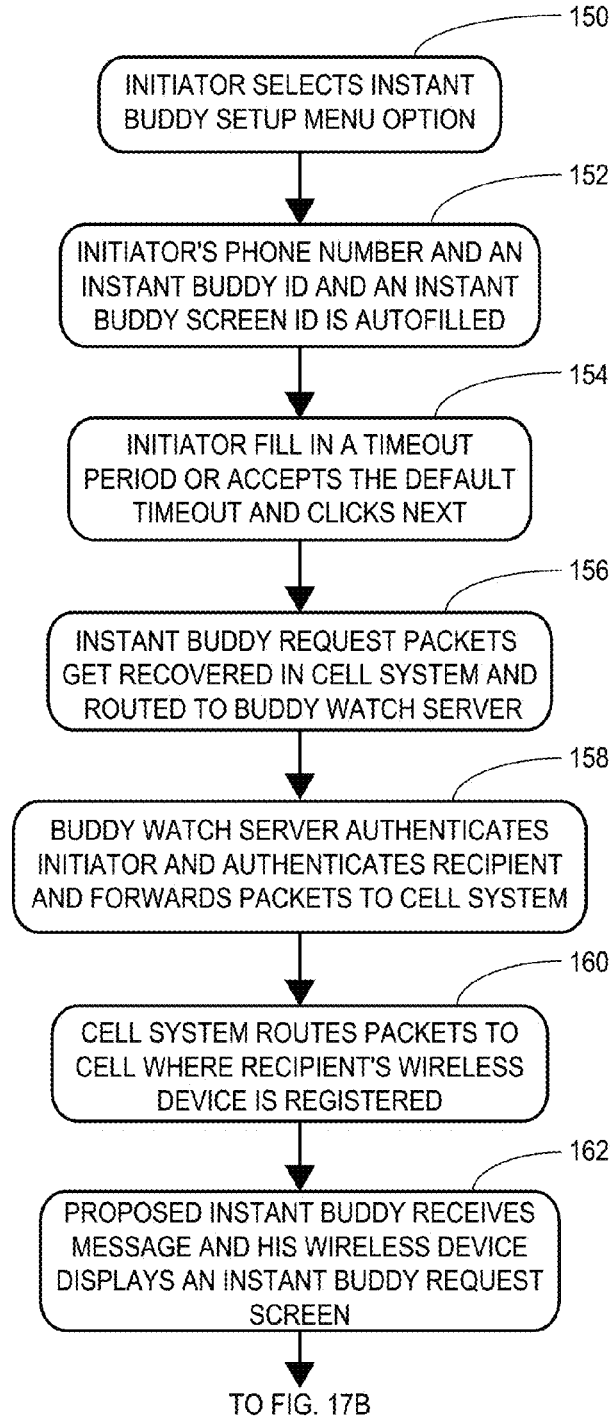 150
INITIATOR SELECTS INSTANT
BUDDY SETUP MENU OPTION
152
INITIATOR'S PHONE NUMBER AND AN
INSTANT BUDDY ID AND AN INSTANT
BUDDY SCREEN ID IS AUTOFILLED
154
INITIATOR FILL IN A TIMEOUT
PERIOD OR ACCEPTS THE DEFAULT
TIMEOUT AND CLICKS NEXT
156
INSTANT BUDDY REQUEST PACKETS
GET RECOVERED IN CELL SYSTEM AND
ROUTED TO BUDDY WATCH SERVER
158
BUDDY WATCH SERVER AUTHENTICATES
INITIATOR AND AUTHENTICATES RECIPIENT
AND FORWARDS PACKETS TO CELL SYSTEM
160
CELL SYSTEM ROUTES PACKETS TO
CELL WHERE RECIPIENT'S WIRELESS
DEVICE IS REGISTERED
162
PROPOSED INSTANT BUDDY RECEIVES
MESSAGE AND HIS WIRELESS DEVICE
DISPLAYS AN INSTANT BUDDY REQUEST
SCREEN
TO FIG. 17B